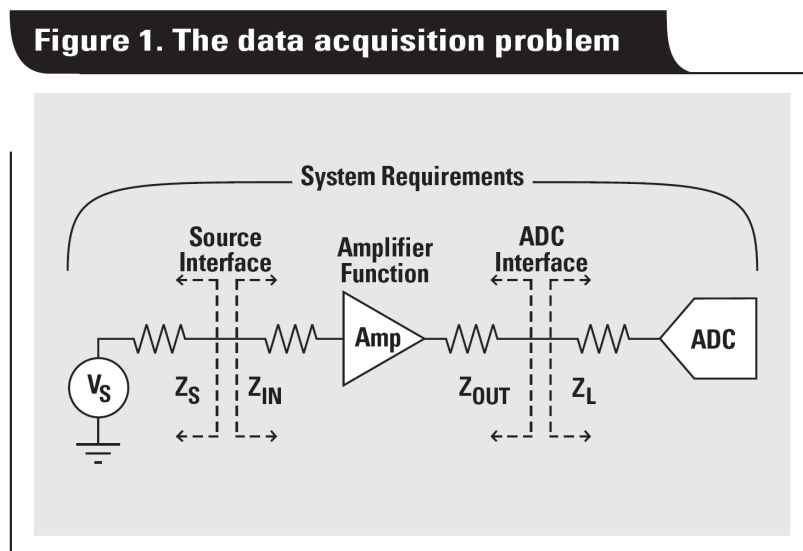 Figure 1. The data acquisition problem
System Requirements
Source
Interface
Amplifier
Function
ADC
Interface
Amp
ADC
VS
ZS
ZIN
ZOUT
ZL